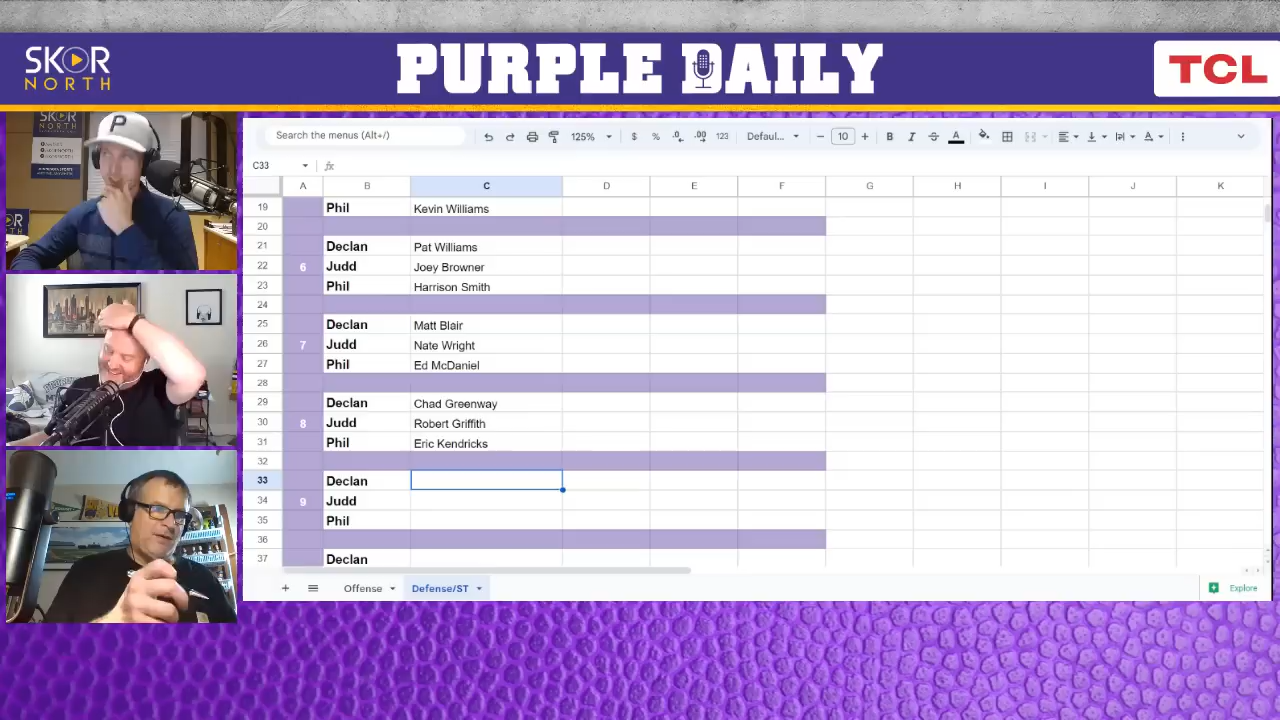 SKOR
NORTH
PURPLE DAILY
TCL
SKOR
NORTH
P
Search the menus (Alt+/)
125%
$ % .0 .00 123
Defaul...
− 10 +
B I S A
C33
fx
A B C D E F G H I J K
19 Phil Kevin Williams
20
21 Declan Pat Williams
22 6 Judd Joey Browner
23 Phil Harrison Smith
24
25 Declan Matt Blair
26 7 Judd Nate Wright
27 Phil Ed McDaniel
28
29 Declan Chad Greenway
30 8 Judd Robert Griffith
31 Phil Eric Kendricks
32
33 Declan
34 9 Judd
35 Phil
36
37 Declan
+ Offense Defense/ST Explore